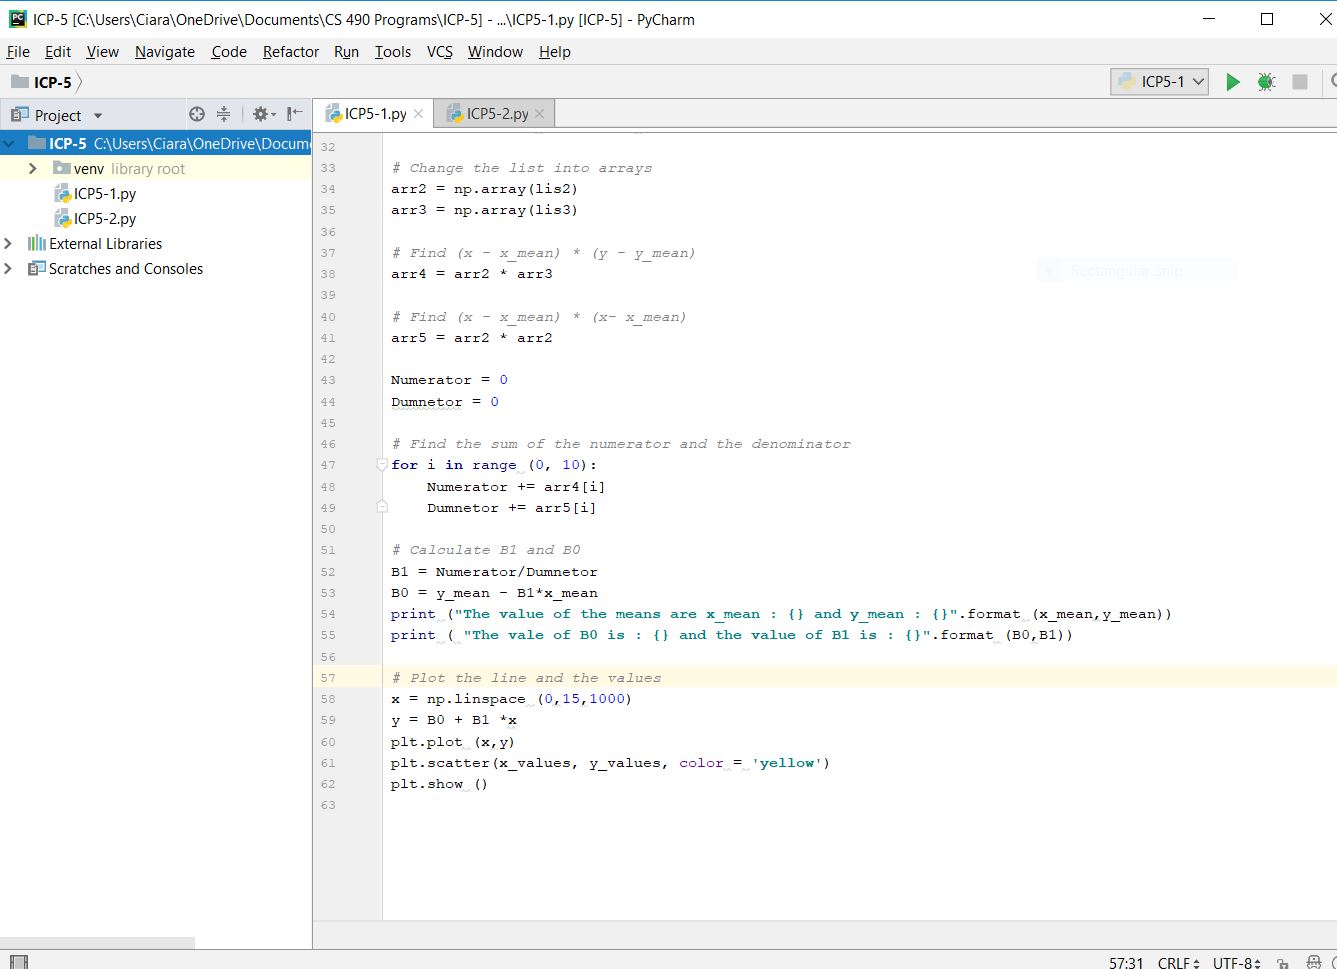 ICP-5 [C:\Users\Ciara\OneDrive\Documents\CS 490 Programs\ICP-5] - ...\ICP5-1.py [ICP-5] - PyCharm
File Edit View Navigate Code Refactor Run Tools VCS Window Help
ICP-5
ICP5-1
Project
ICP5-1.py
ICP5-2.py
ICP-5 C:\Users\Ciara\OneDrive\Docum
venv library root
ICP5-1.py
ICP5-2.py
External Libraries
Scratches and Consoles
32
33 # Change the list into arrays
34 arr2 = np.array(lis2)
35 arr3 = np.array(lis3)
36
37 # Find (x - x_mean) * (y - y_mean)
38 arr4 = arr2 * arr3
39
40 # Find (x - x_mean) * (x- x_mean)
41 arr5 = arr2 * arr2
42
43 Numerator = 0
44 Dumnetor = 0
45
46 # Find the sum of the numerator and the denominator
47 for i in range (0, 10):
48     Numerator += arr4[i]
49     Dumnetor += arr5[i]
50
51 # Calculate B1 and B0
52 B1 = Numerator/Dumnetor
53 B0 = y_mean - B1*x_mean
54 print ("The value of the means are x_mean : {} and y_mean : {}".format (x_mean,y_mean))
55 print ( "The vale of B0 is : {} and the value of B1 is : {}".format (B0,B1))
56
57 # Plot the line and the values
58 x = np.linspace (0,15,1000)
59 y = B0 + B1 *x
60 plt.plot (x,y)
61 plt.scatter(x_values, y_values, color = 'yellow')
62 plt.show ()
63
Rectangular Snip
57:31 CRLF UTF-8